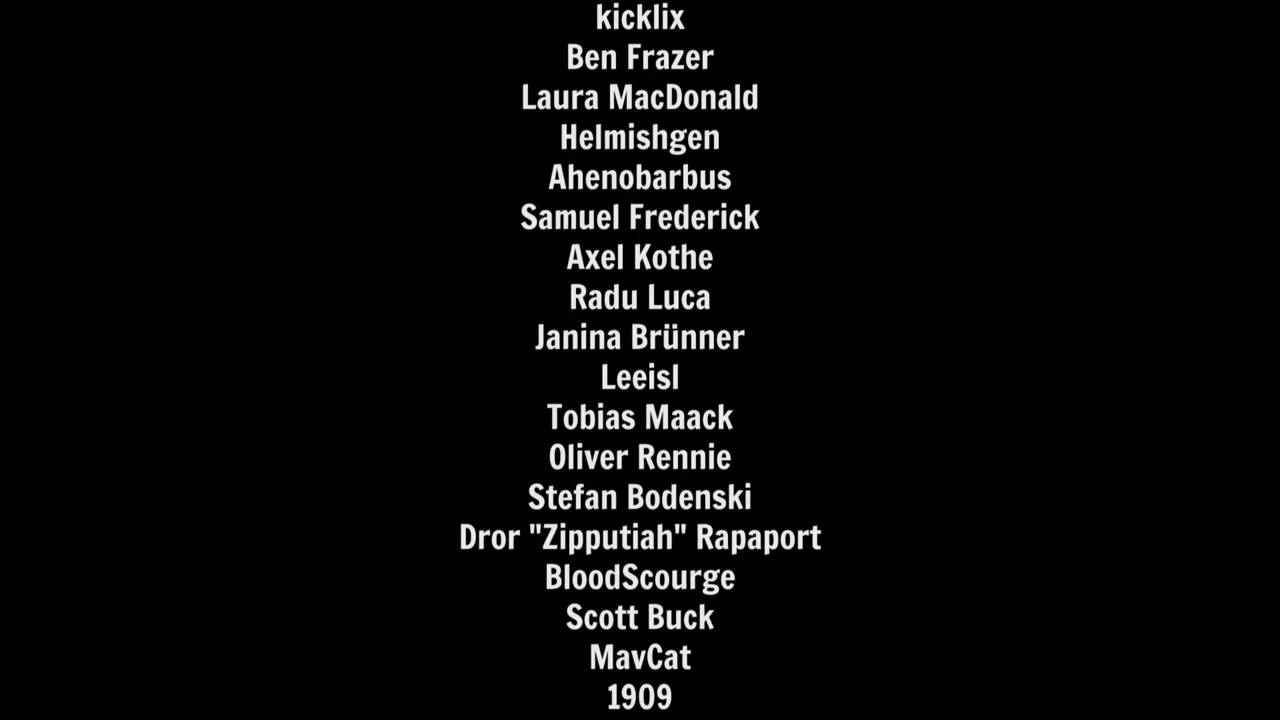 kicklix
Ben Frazer
Laura MacDonald
Helmishgen
Ahenobarbus
Samuel Frederick
Axel Kothe
Radu Luca
Janina Brünner
Leeisl
Tobias Maack
Oliver Rennie
Stefan Bodenski
Dror "Zipputiah" Rapaport
BloodScourge
Scott Buck
MavCat
1909